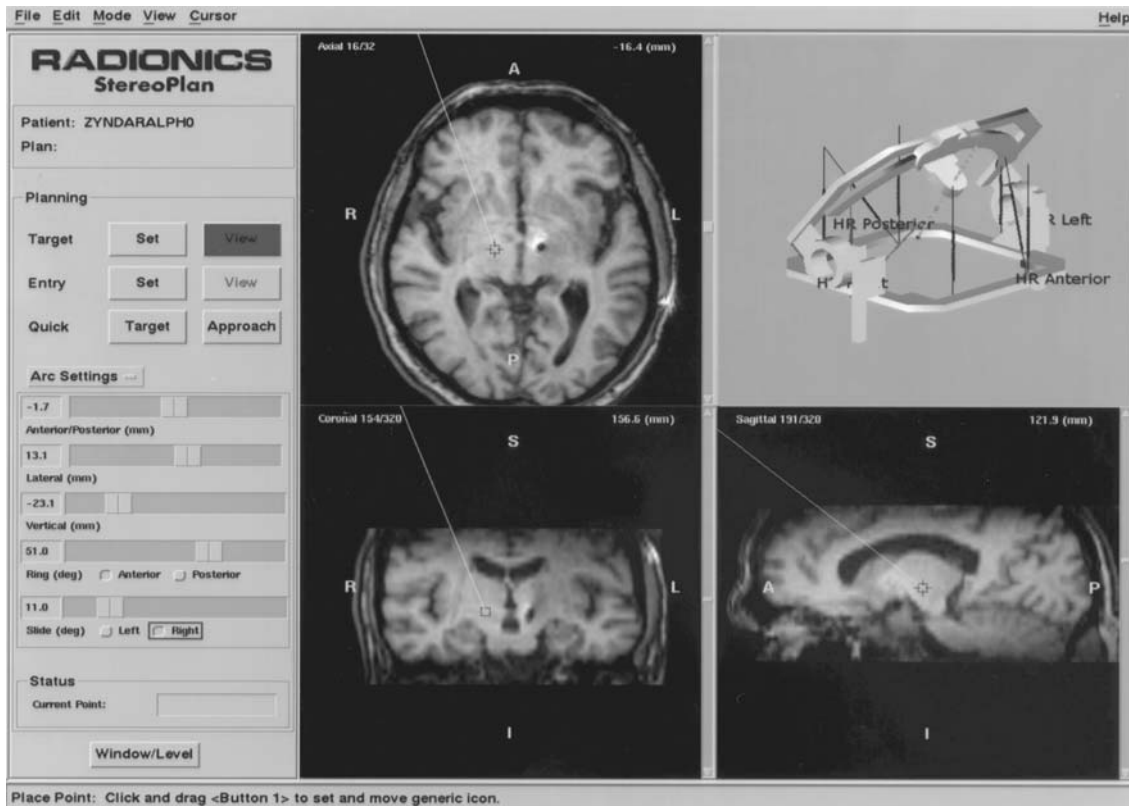 File Edit Mode View Cursor Help
RADIONICS
StereoPlan
Patient: ZYNDARALPH0
Plan:
Planning
Target Set View
Entry Set View
Quick Target Approach
Arc Settings
-1.7
Anterior/Posterior (mm)
13.1
Lateral (mm)
-23.1
Vertical (mm)
51.0
Ring (deg) Anterior Posterior
11.0
Slide (deg) Left Right
Status
Current Point:
Window/Level
Place Point: Click and drag <Button 1> to set and move generic icon.
Axial 16/32 -16.4 (mm)
A
R L
P
HR Posterior
R Left
HR Anterior
Coronal 154/320 156.6 (mm)
S
R L
I
Sagittal 191/320 121.9 (mm)
S
A P
I